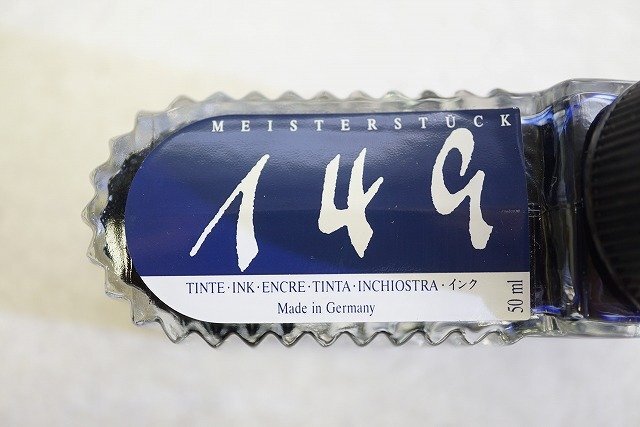 MEISTERSTÜCK
149
TINTE·INK·ENCRE·TINTA·INCHIOSTRA·インク
Made in Germany
50 ml